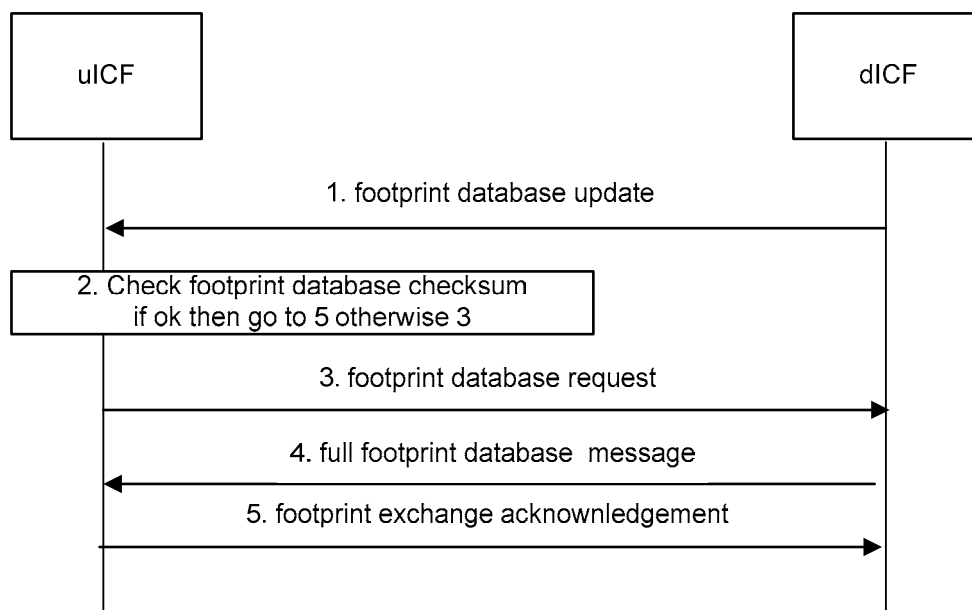 uICF
dICF
1. footprint database update
2. Check footprint database checksum
if ok then go to 5 otherwise 3
3. footprint database request
4. full footprint database message
5. footprint exchange acknownledgement